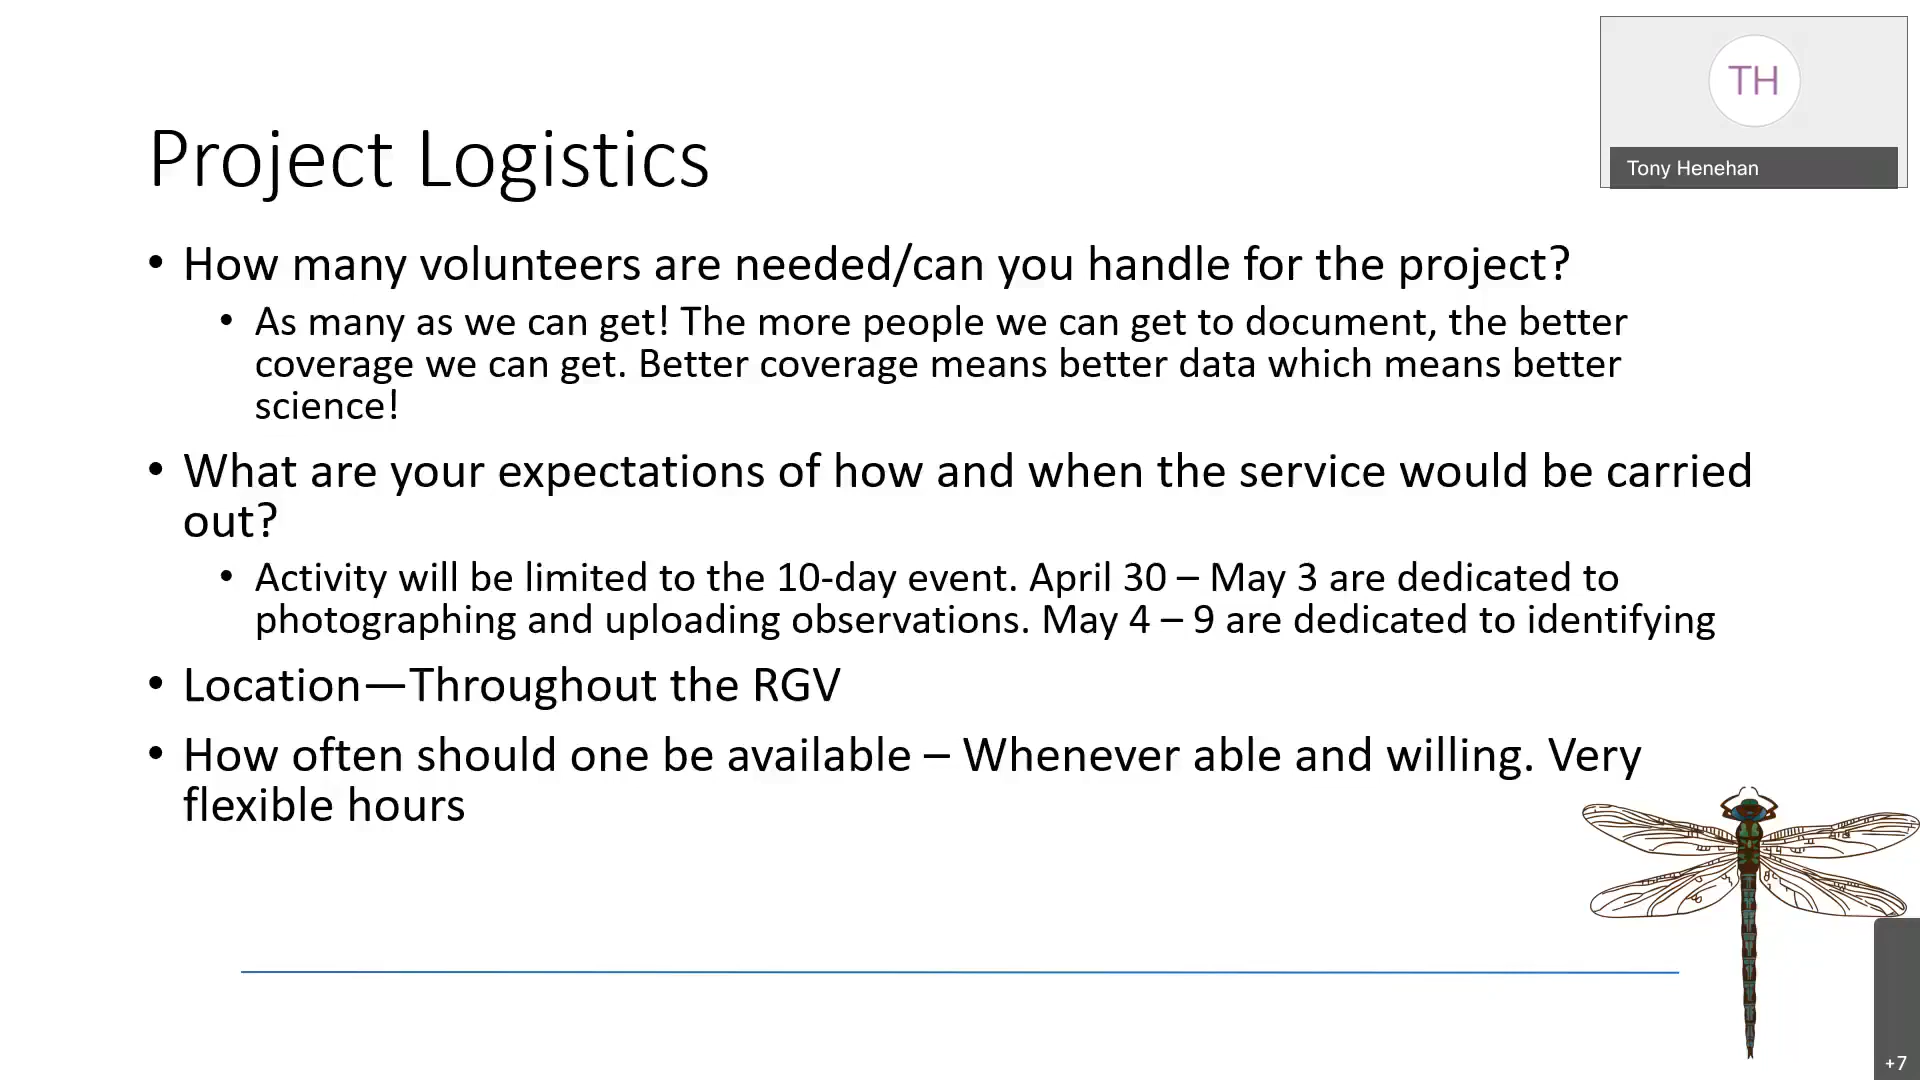 TH
Tony Henehan
Project Logistics
• How many volunteers are needed/can you handle for the project?
• As many as we can get! The more people we can get to document, the better
coverage we can get. Better coverage means better data which means better
science!
• What are your expectations of how and when the service would be carried
out?
• Activity will be limited to the 10-day event. April 30 – May 3 are dedicated to
photographing and uploading observations. May 4 – 9 are dedicated to identifying
• Location—Throughout the RGV
• How often should one be available – Whenever able and willing. Very
flexible hours
+7